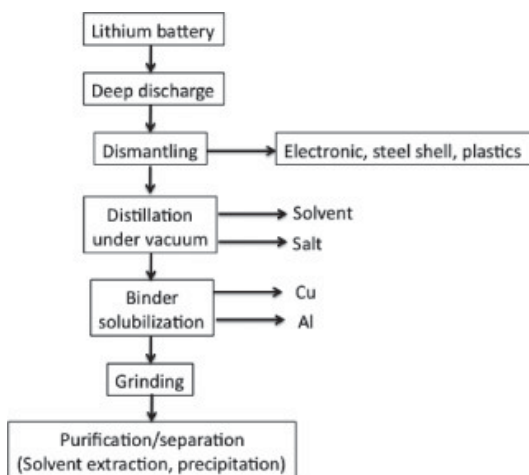 Lithium battery
Deep discharge
Dismantling
Electronic, steel shell, plastics
Distillation
under vacuum
Solvent
Salt
Binder
solubilization
Cu
Al
Grinding
Purification/separation
(Solvent extraction, precipitation)